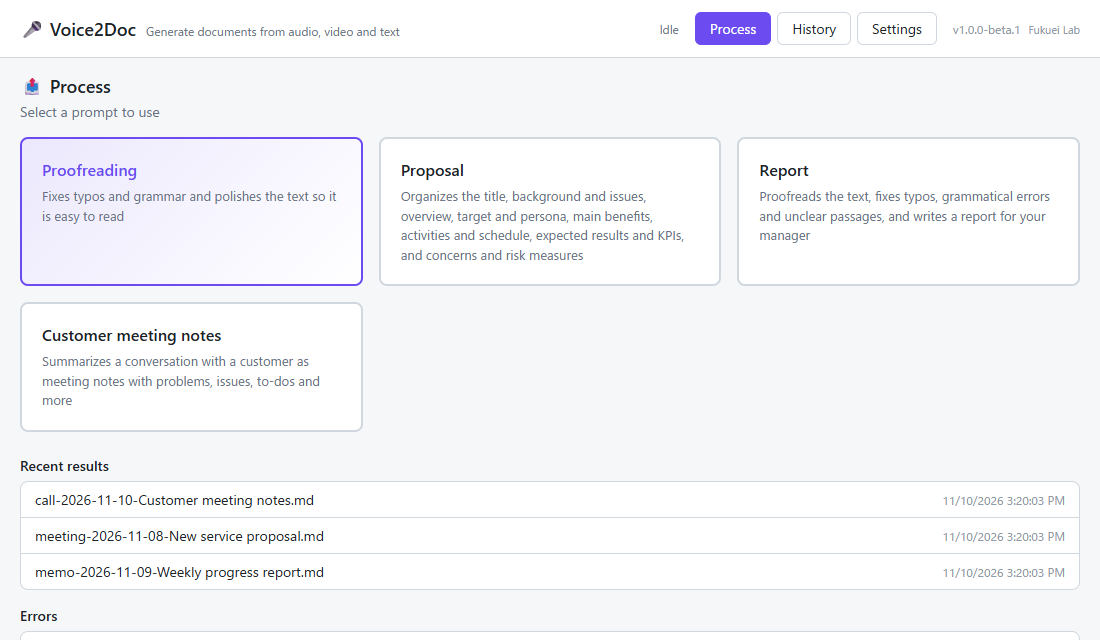 Voice2Doc Generate documents from audio, video and text Idle Process History Settings v1.0.0-beta.1 Fukuei Lab
Process
Select a prompt to use
Proofreading
Fixes typos and grammar and polishes the text so it
is easy to read
Proposal
Organizes the title, background and issues,
overview, target and persona, main benefits,
activities and schedule, expected results and KPIs,
and concerns and risk measures
Report
Proofreads the text, fixes typos, grammatical errors
and unclear passages, and writes a report for your
manager
Customer meeting notes
Summarizes a conversation with a customer as
meeting notes with problems, issues, to-dos and
more
Recent results
call-2026-11-10-Customer meeting notes.md 11/10/2026 3:20:03 PM
meeting-2026-11-08-New service proposal.md 11/10/2026 3:20:03 PM
memo-2026-11-09-Weekly progress report.md 11/10/2026 3:20:03 PM
Errors